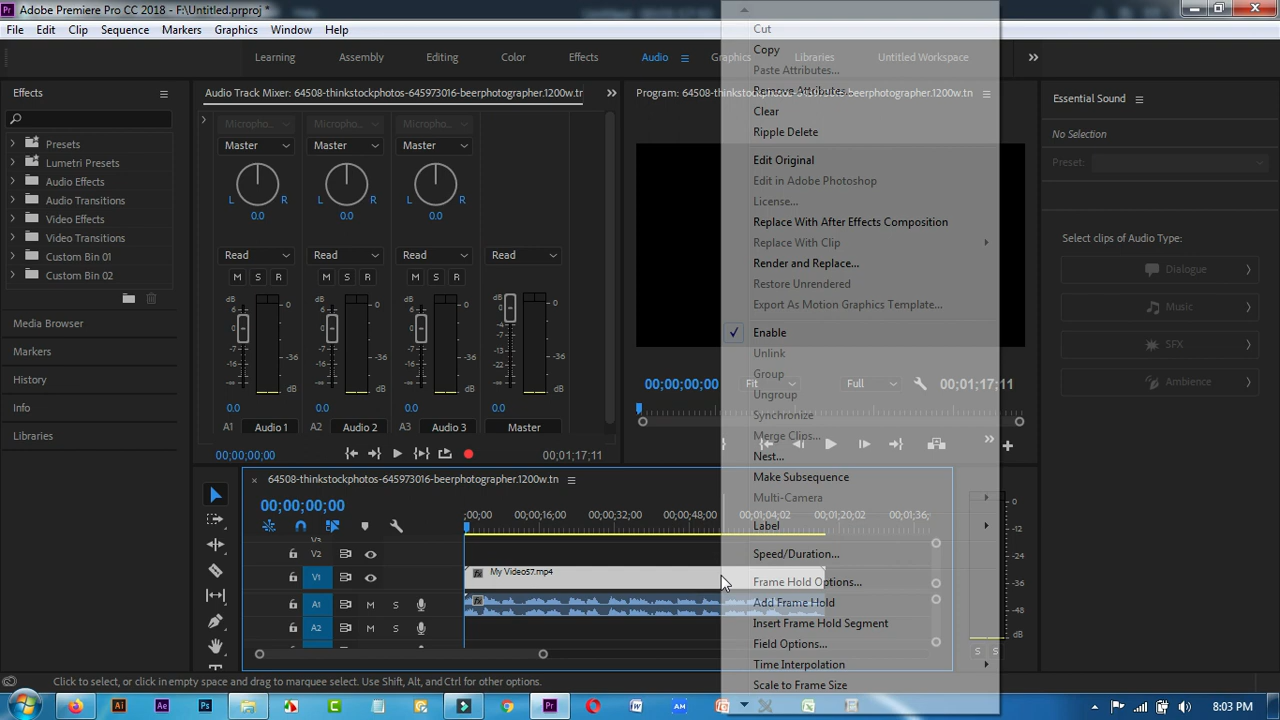 Adobe Premiere Pro CC 2018 - F:\Untitled.prproj *
File Edit Clip Sequence Markers Graphics Window Help
Learning Assembly Editing Color Effects Audio Graphics Libraries Untitled Workspace
Effects
Presets
Lumetri Presets
Audio Effects
Audio Transitions
Video Effects
Video Transitions
Custom Bin 01
Custom Bin 02
Media Browser
Markers
History
Info
Libraries
Audio Track Mixer: 64508-thinkstockphotos-645973016-beerphotographer.1200w.tr
Micropho... Micropho... Micropho...
Master Master Master
L R L R L R
0.0 0.0 0.0
Read Read Read Read
M S R M S R M S R
dB 0 dB 0 dB 0 dB 0
-36 -36 -36 -36
dB dB dB dB
0.0 0.0 0.0 0.0
A1 Audio 1 A2 Audio 2 A3 Audio 3 Master
00;00;00;00 00;01;17;11
Program: 64508-thinkstockphotos-645973016-beerphotographer.1200w.tn
00;00;00;00 Fit Full 00;01;17;11
Essential Sound
No Selection
Preset:
Select clips of Audio Type:
Dialogue
Music
SFX
Ambience
Cut
Copy
Paste Attributes...
Remove Attributes...
Clear
Ripple Delete
Edit Original
Edit in Adobe Photoshop
License...
Replace With After Effects Composition
Replace With Clip
Render and Replace...
Restore Unrendered
Export As Motion Graphics Template...
Enable
Unlink
Group
Ungroup
Synchronize
Merge Clips...
Nest...
Make Subsequence
Multi-Camera
Label
Speed/Duration...
Frame Hold Options...
Add Frame Hold
Insert Frame Hold Segment
Field Options...
Time Interpolation
Scale to Frame Size
64508-thinkstockphotos-645973016-beerphotographer.1200w.tn
00;00;00;00
;00;00 00;00;16;00 00;00;32;00 00;00;48;00 00;01;04;02 00;01;20;02 00;01;36;
V2
V1 My Video57.mp4
A1 M S
A2 M S
0
-12
-24
-36
-48
dB
S S
Click to select, or click in empty space and drag to marquee select. Use Shift, Alt, and Ctrl for other options.
8:03 PM